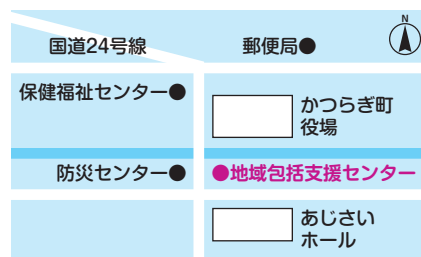 N
国道24号線
郵便局●
保健福祉センター●
かつらぎ町
役場
防災センター●
●地域包括支援センター
あじさい
ホール